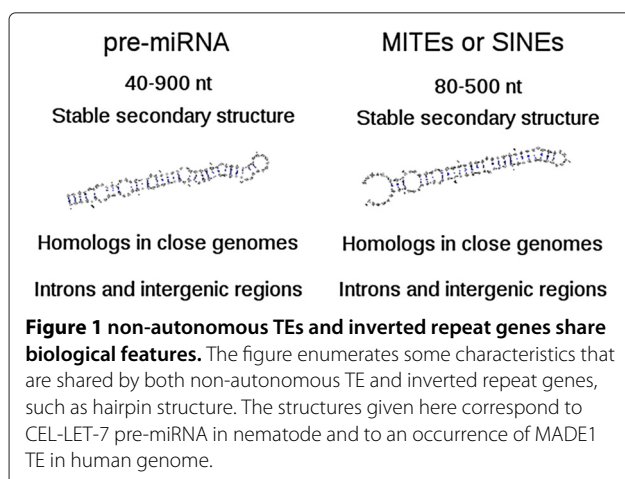 pre-miRNA
40-900 nt
Stable secondary structure
Homologs in close genomes
Introns and intergenic regions
MITEs or SINEs
80-500 nt
Stable secondary structure
Homologs in close genomes
Introns and intergenic regions
Figure 1 non-autonomous TEs and inverted repeat genes share
biological features. The figure enumerates some characteristics that
are shared by both non-autonomous TE and inverted repeat genes,
such as hairpin structure. The structures given here correspond to
CEL-LET-7 pre-miRNA in nematode and to an occurrence of MADE1
TE in human genome.